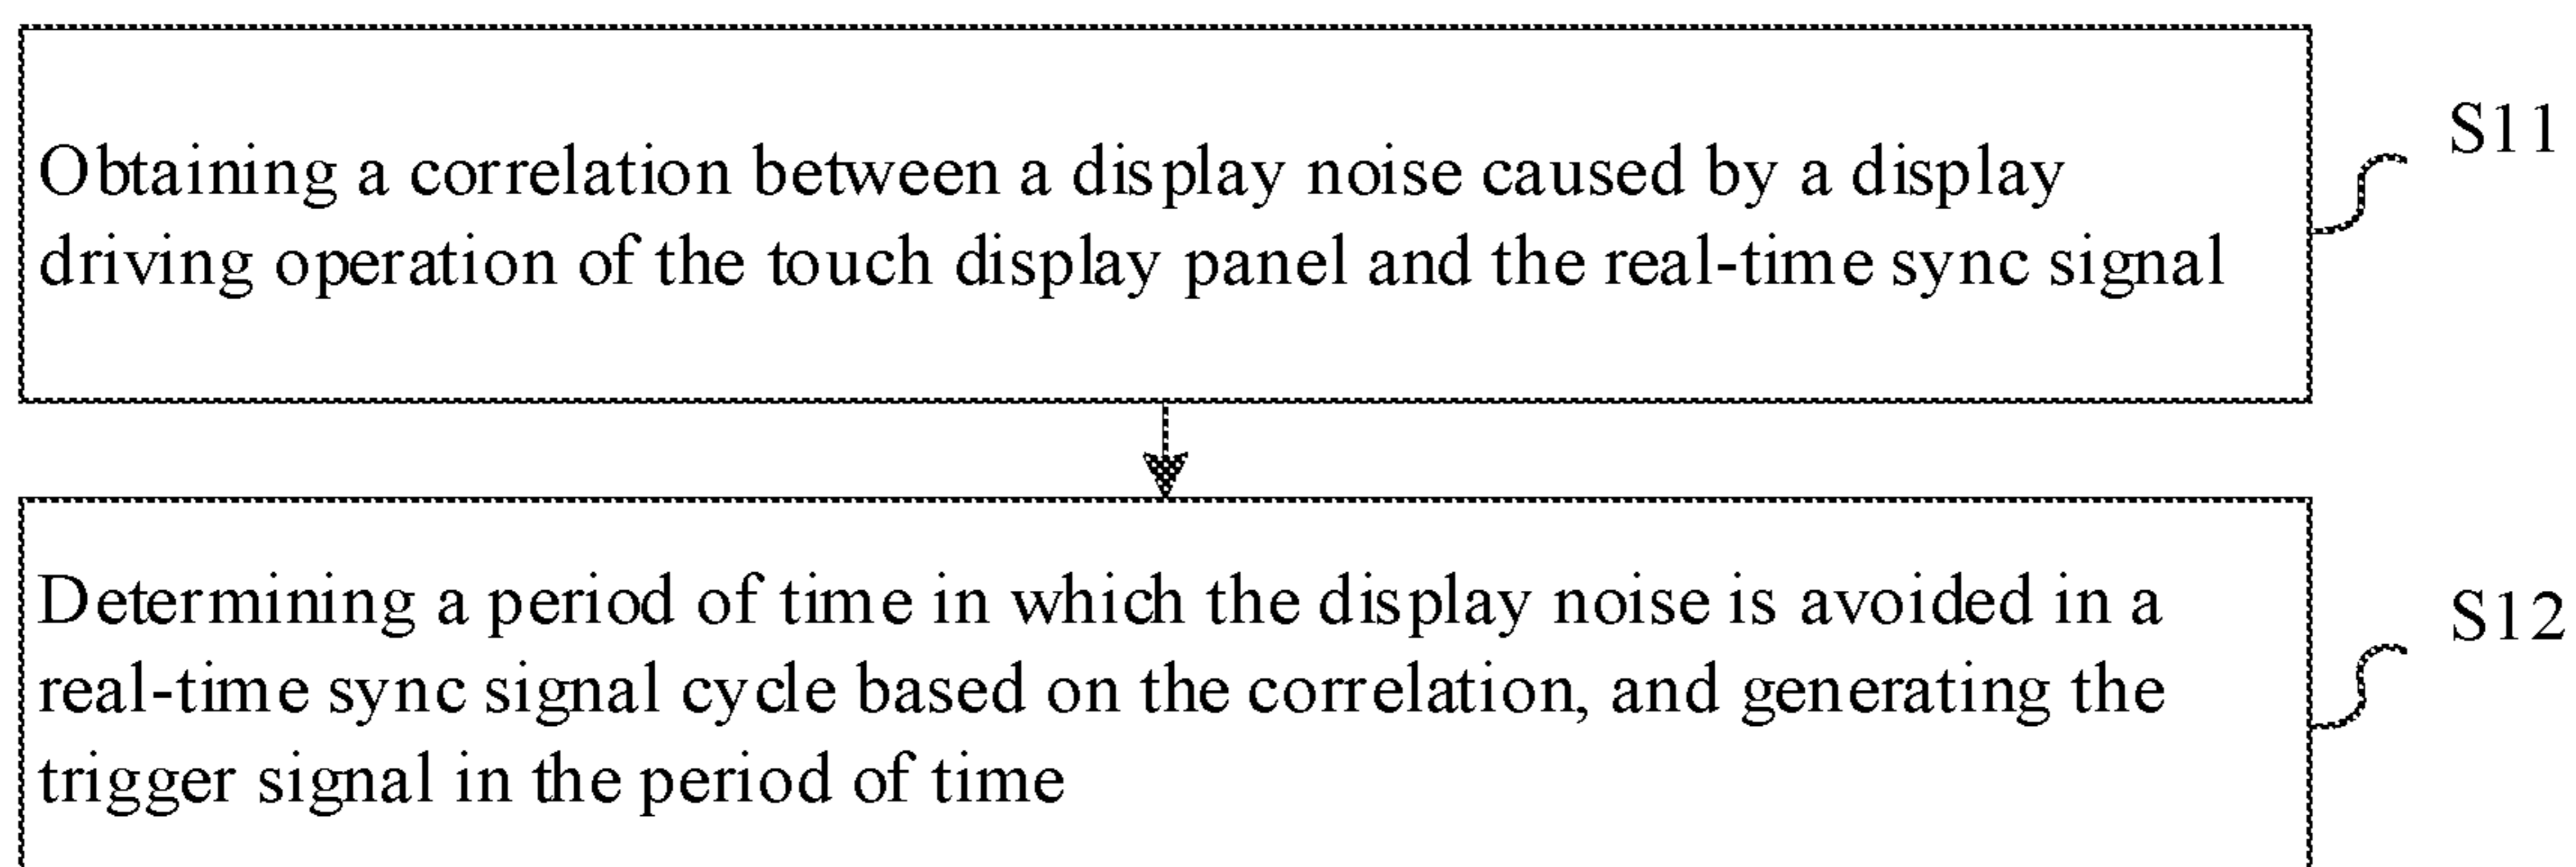 Obtaining a correlation between a display noise caused by a display
driving operation of the touch display panel and the real-time sync signal
S11
Determining a period of time in which the display noise is avoided in a
real-time sync signal cycle based on the correlation, and generating the
trigger signal in the period of time
S12